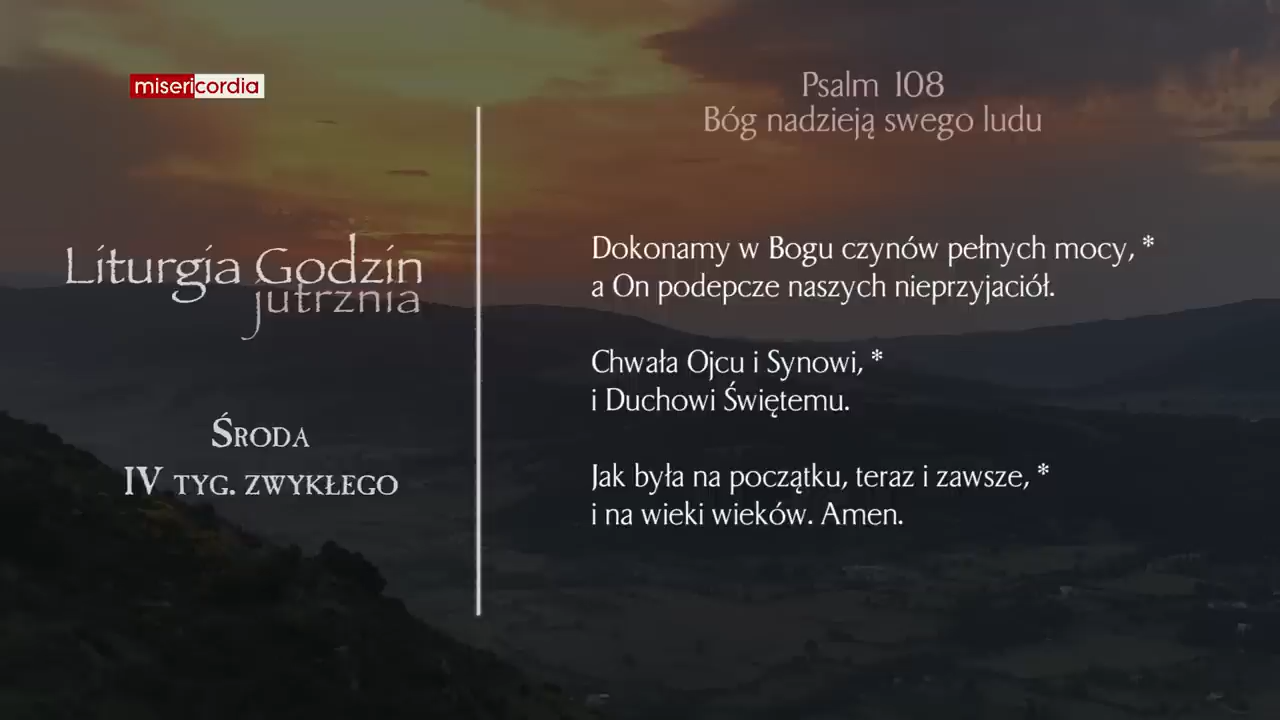 misericordia
Liturgia Godzin
jutrznia
Środa
IV tyg. zwykłego
Psalm 108
Bóg nadzieją swego ludu
Dokonamy w Bogu czynów pełnych mocy, *
a On podepcze naszych nieprzyjaciół.
Chwała Ojcu i Synowi, *
i Duchowi Świętemu.
Jak była na początku, teraz i zawsze, *
i na wieki wieków. Amen.